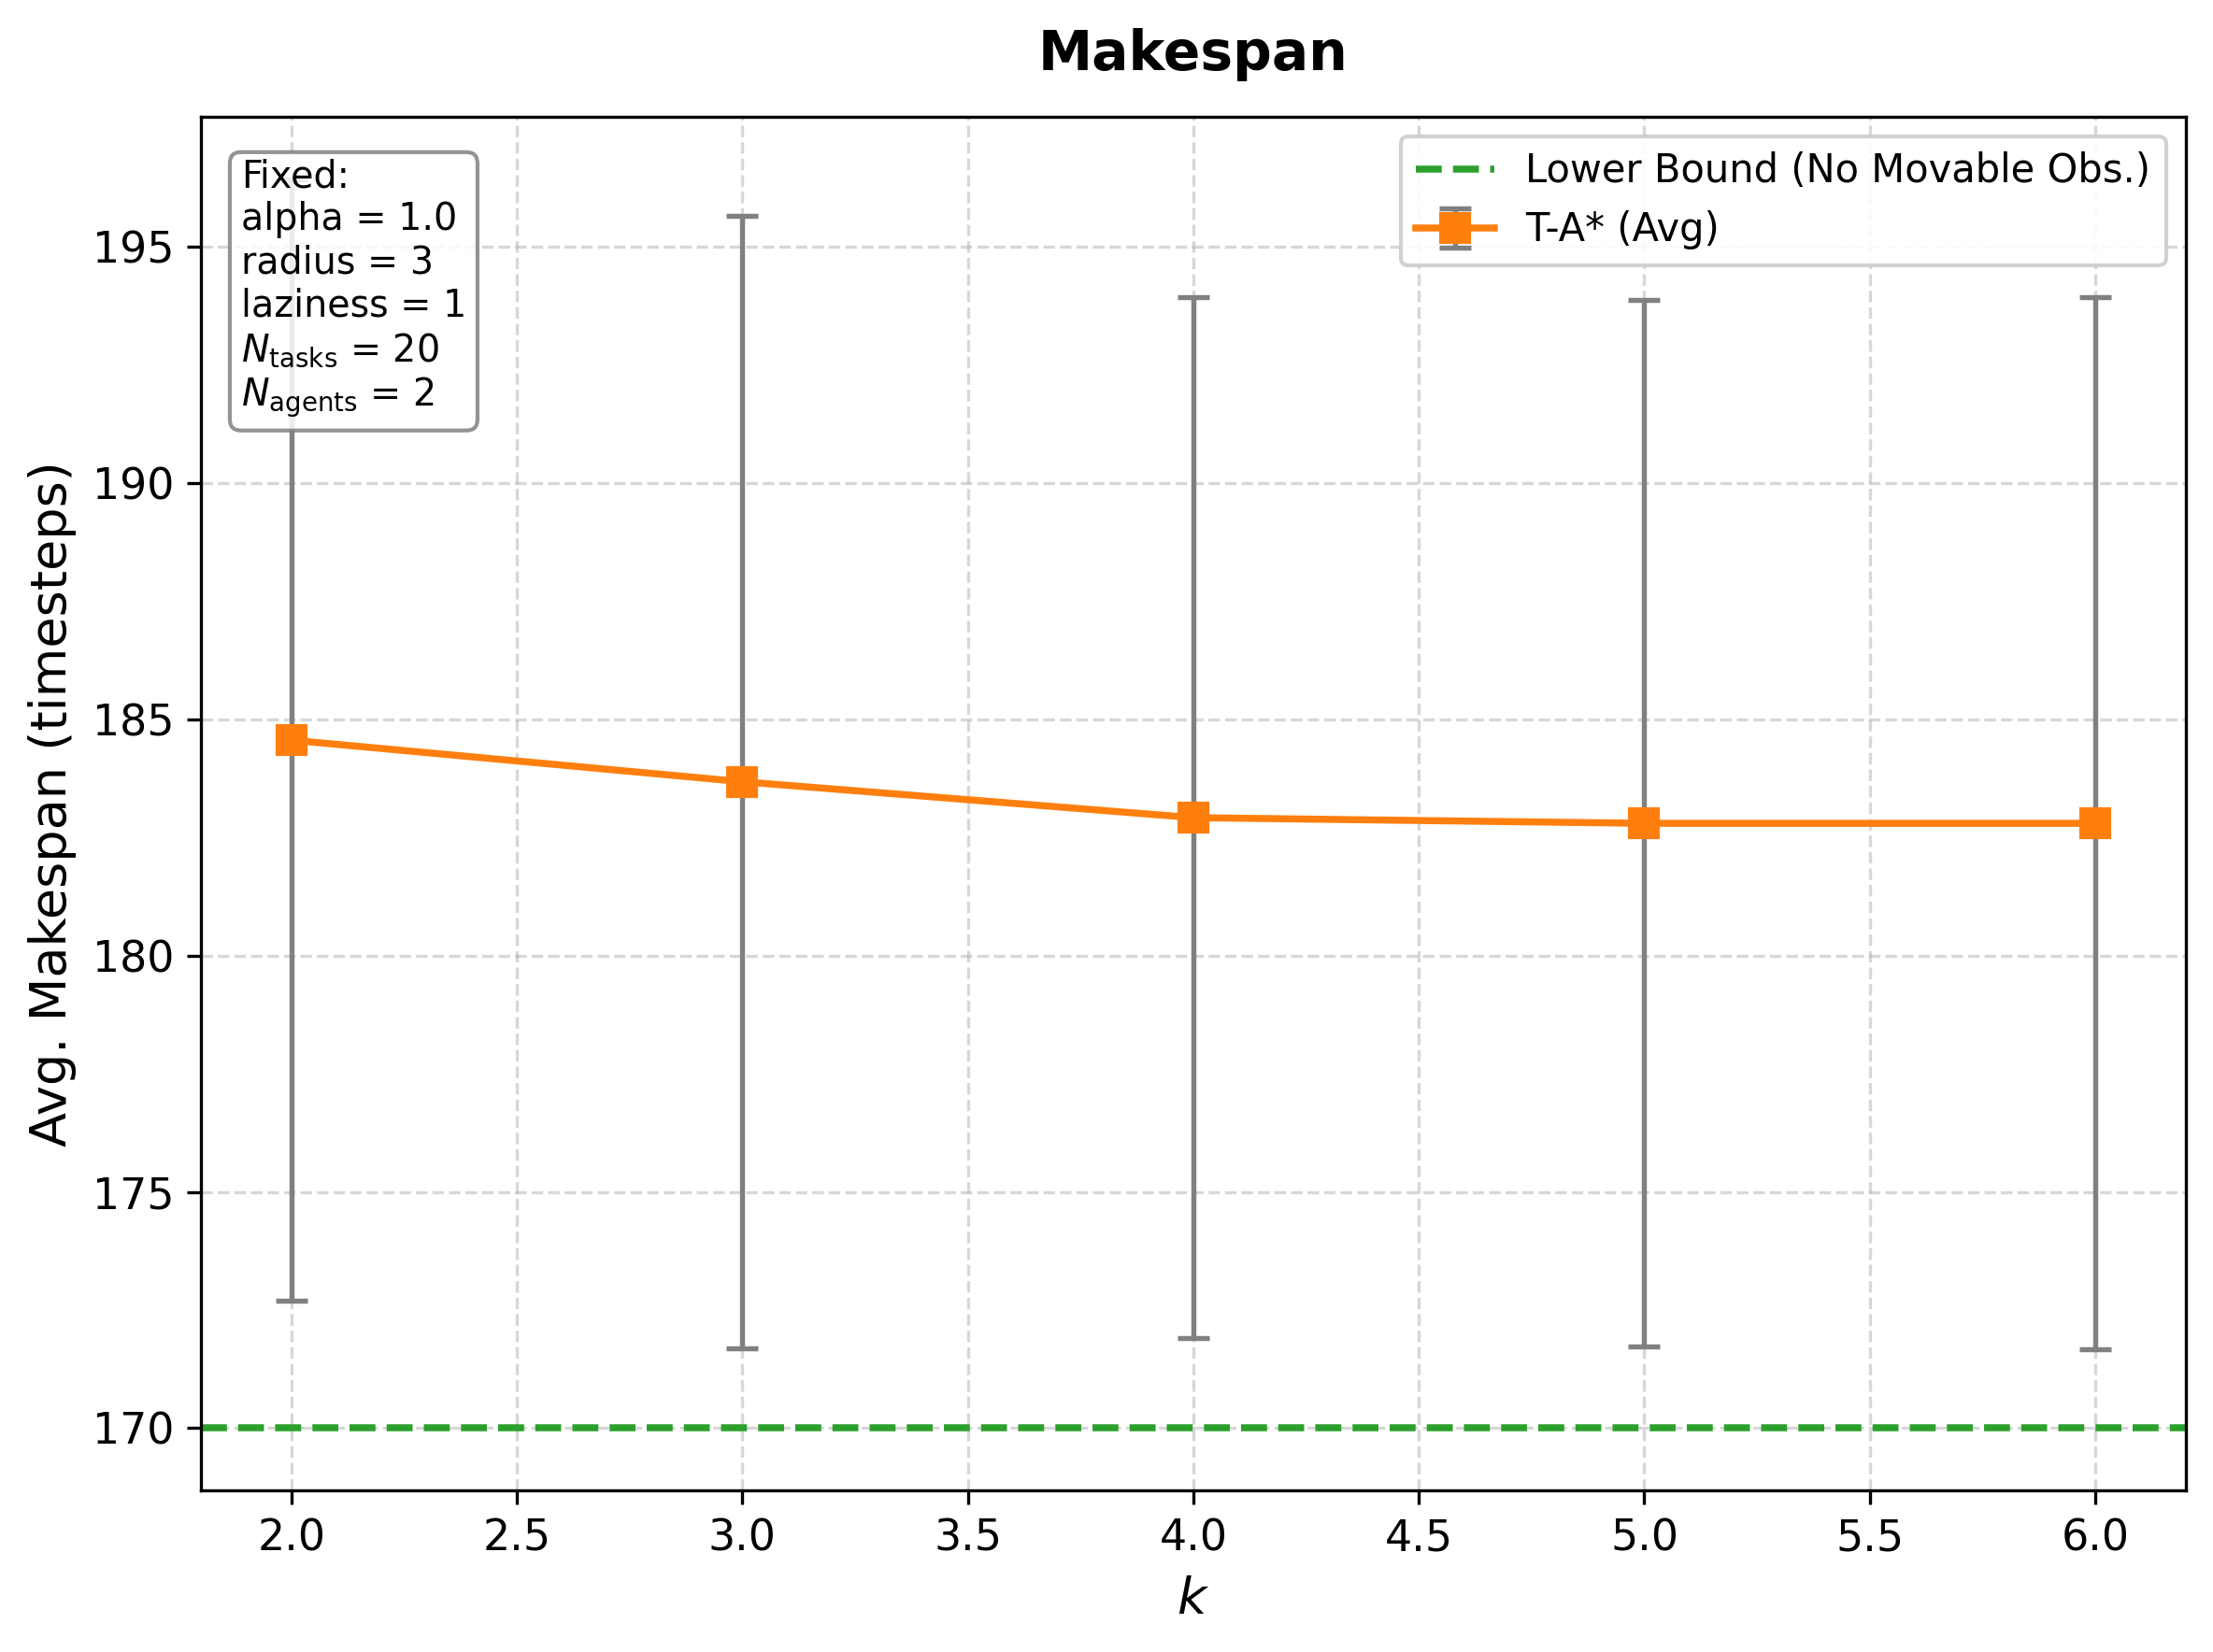 Makespan
Fixed:
alpha = 1.0
radius = 3
laziness = 1
N_tasks = 20
N_agents = 2
Lower Bound (No Movable Obs.)
T-A* (Avg)
Avg. Makespan (timesteps)
195
190
185
180
175
170
2.0 2.5 3.0 3.5 4.0 4.5 5.0 5.5 6.0
k